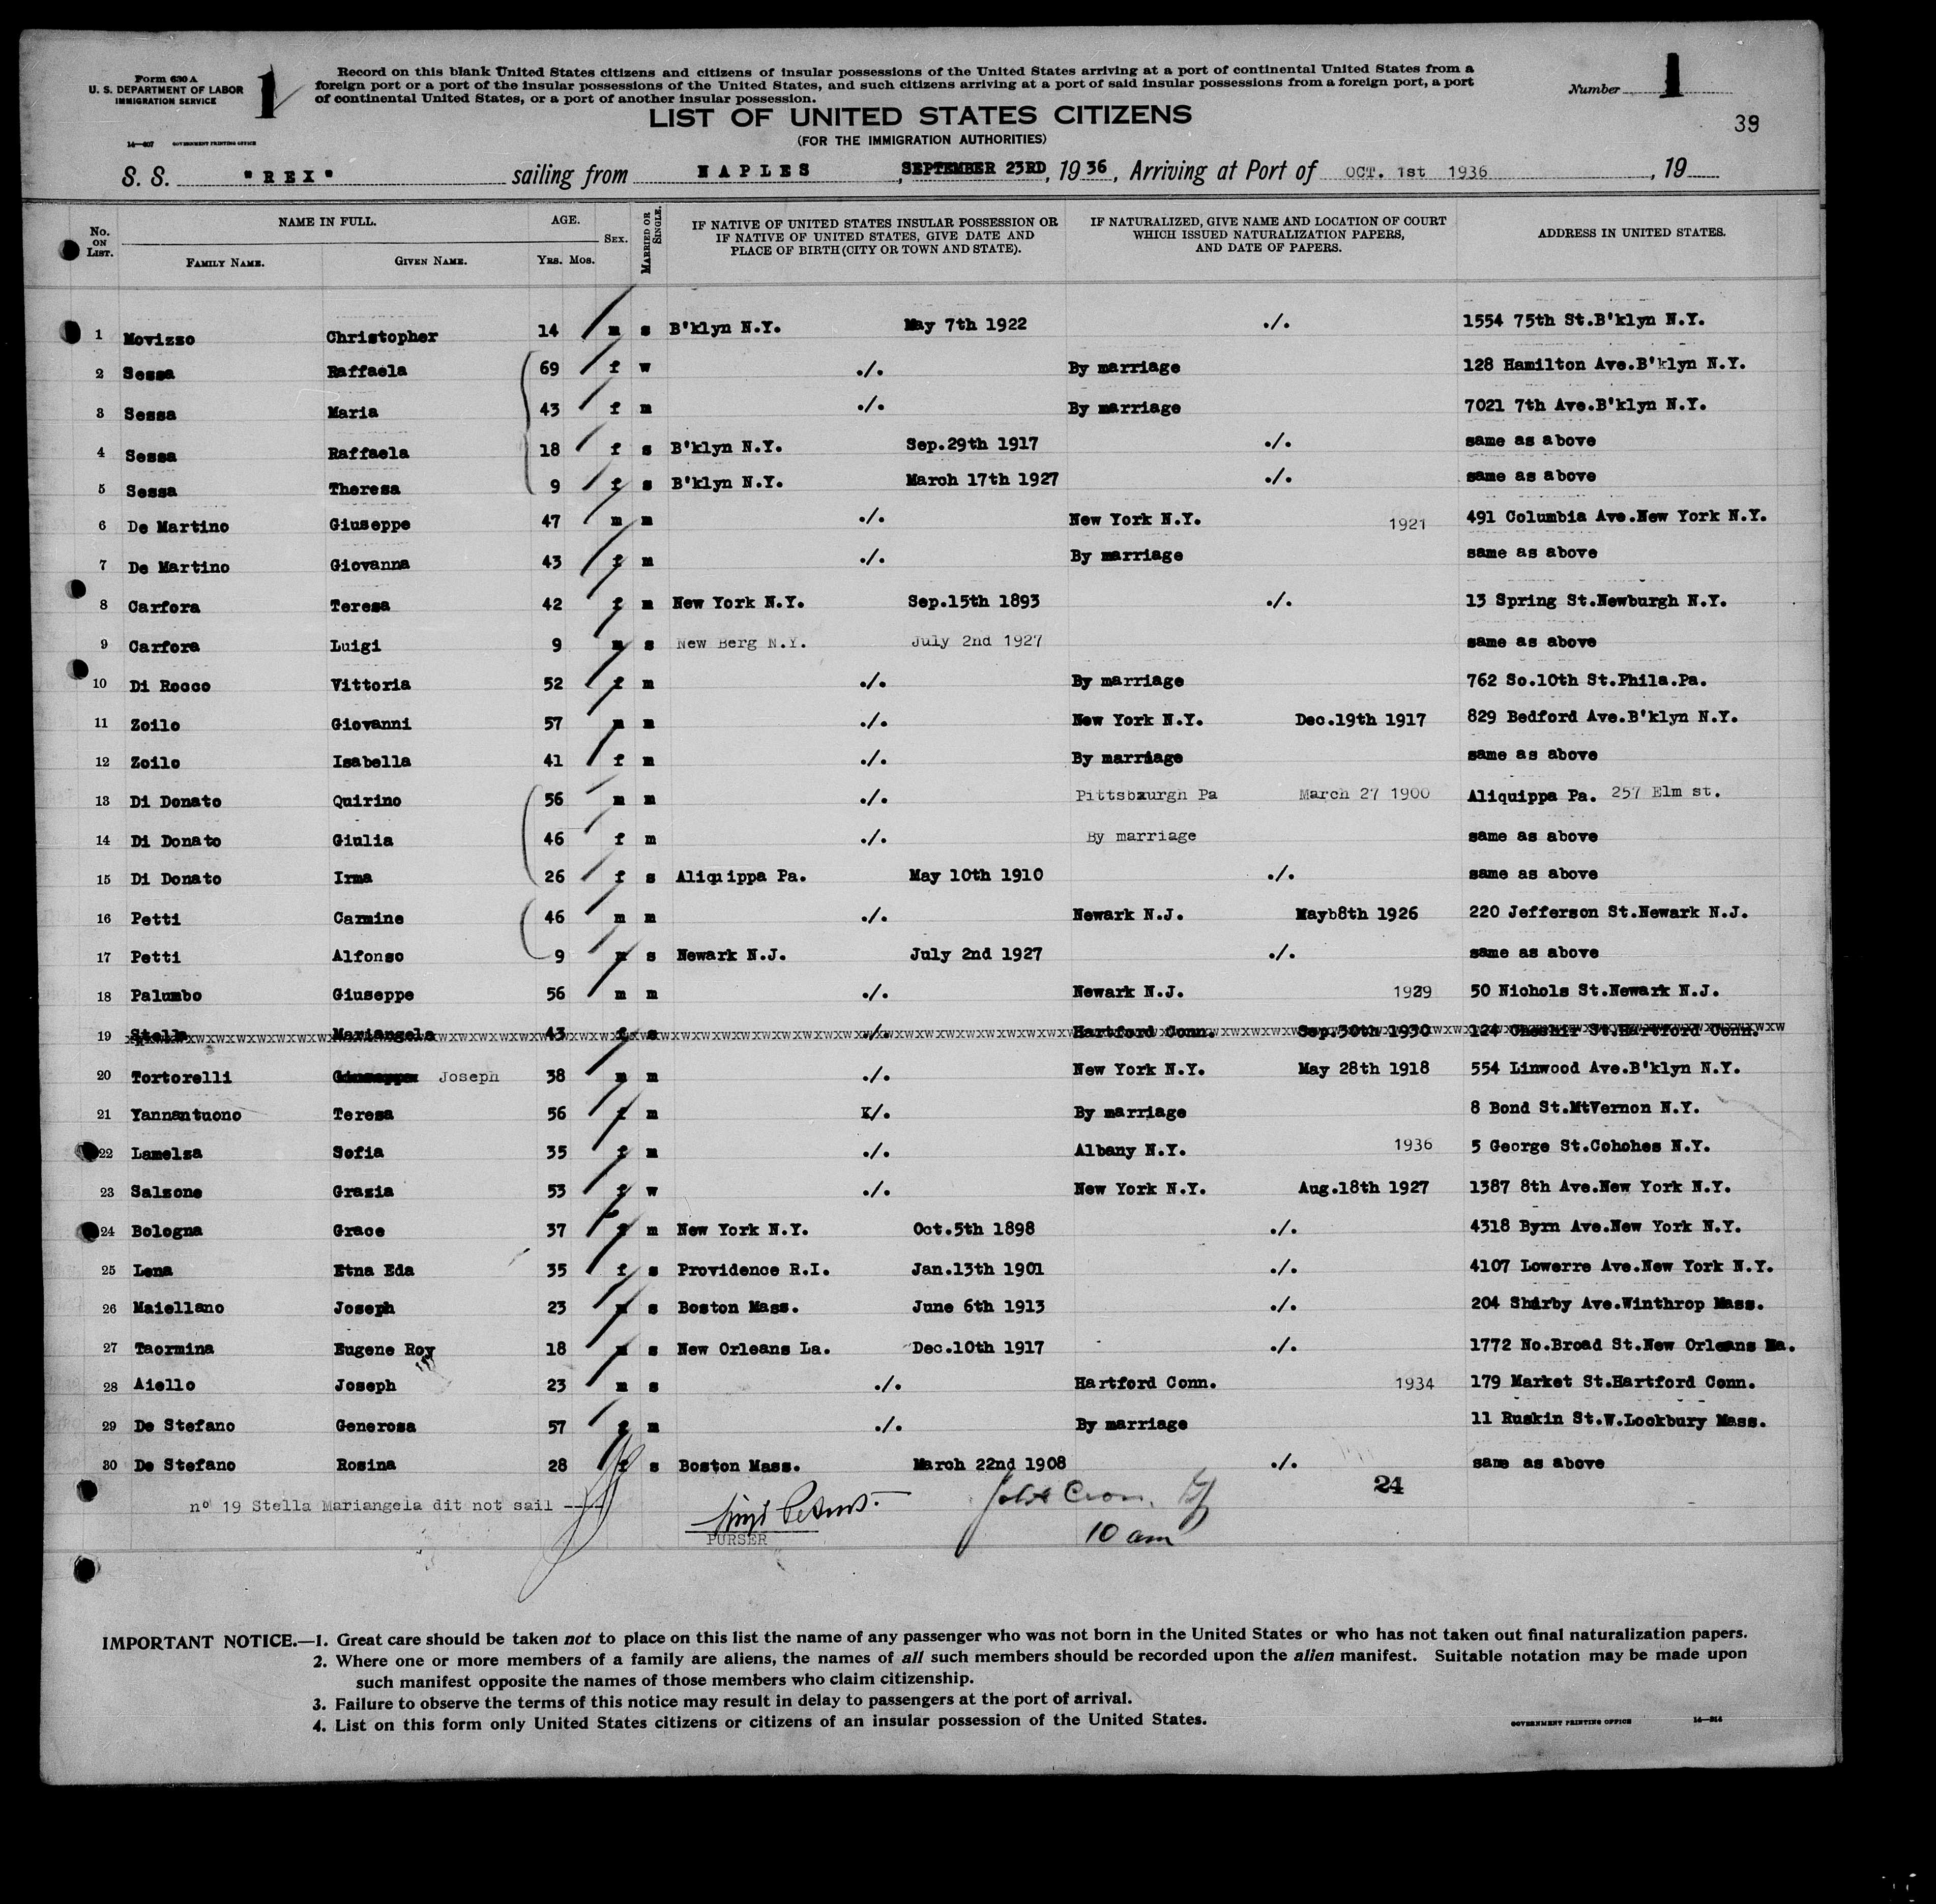 Form 630 A
U. S. DEPARTMENT OF LABOR
IMMIGRATION SERVICE
1
14—607 GOVERNMENT PRINTING OFFICE
Record on this blank United States citizens and citizens of insular possessions of the United States arriving at a port of continental United States from a
foreign port or a port of the insular possessions of the United States, and such citizens arriving at a port of said insular possessions from a foreign port, a port
of continental United States, or a port of another insular possession.
Number 1
39
LIST OF UNITED STATES CITIZENS
(FOR THE IMMIGRATION AUTHORITIES)
S. S. "REX" sailing from NAPLES, SEPTEMBER 23RD, 1936, Arriving at Port of OCT. 1st 1936, 19
No. ON LIST. NAME IN FULL. FAMILY NAME. GIVEN NAME. AGE. YRS. MOS. SEX. MARRIED OR SINGLE. IF NATIVE OF UNITED STATES INSULAR POSSESSION OR IF NATIVE OF UNITED STATES, GIVE DATE AND PLACE OF BIRTH (CITY OR TOWN AND STATE). IF NATURALIZED, GIVE NAME AND LOCATION OF COURT WHICH ISSUED NATURALIZATION PAPERS, AND DATE OF PAPERS. ADDRESS IN UNITED STATES.
1 Movizzo Christopher 14 m s B'klyn N.Y. May 7th 1922 ./. 1554 75th St.B'klyn N.Y.
2 Sessa Raffaela 69 f w ./. By marriage 128 Hamilton Ave.B'klyn N.Y.
3 Sessa Maria 43 f m ./. By marriage 7021 7th Ave.B'klyn N.Y.
4 Sessa Raffaela 18 f s B'klyn N.Y. Sep.29th 1917 ./. same as above
5 Sessa Theresa 9 f s B'klyn N.Y. March 17th 1927 ./. same as above
6 De Martino Giuseppe 47 m m ./. New York N.Y. 1921 491 Columbia Ave.New York N.Y.
7 De Martino Giovanna 43 f m ./. By marriage same as above
8 Carfora Teresa 42 f m New York N.Y. Sep.15th 1893 ./. 13 Spring St.Newburgh N.Y.
9 Carfora Luigi 9 m s New Berg N.Y. July 2nd 1927 same as above
10 Di Rocco Vittoria 52 f m ./. By marriage 762 So.10th St.Phila.Pa.
11 Zoilo Giovanni 57 m m ./. New York N.Y. Dec.19th 1917 829 Bedford Ave.B'klyn N.Y.
12 Zoilo Isabella 41 f m ./. By marriage same as above
13 Di Donato Quirino 56 m m ./. Pittsbxurgh Pa March 27 1900 Aliquippa Pa. 257 Elm st.
14 Di Donato Giulia 46 f m ./. By marriage same as above
15 Di Donato Irma 26 f s Aliquippa Pa. May 10th 1910 ./. same as above
16 Petti Carmine 46 m m ./. Newark N.J. Mayb8th 1926 220 Jefferson St.Newark N.J.
17 Petti Alfonso 9 m s Newark N.J. July 2nd 1927 ./. same as above
18 Palumbo Giuseppe 56 m m ./. Newark N.J. 1929 50 Nichols St.Newark N.J.
19 Stella Mariangela 43 f s ./. Hartford Conn. Sep.30th 1930 124 Cheshir St.Hartford Conn.
20 Tortorelli Giuseppe Joseph 38 m m ./. New York N.Y. May 28th 1918 554 Linwood Ave.B'klyn N.Y.
21 Yannantuono Teresa 56 f m K/. By marriage 8 Bond St.MtVernon N.Y.
22 Lamelza Sofia 35 f m ./. Albany N.Y. 1936 5 George St.Cohohes N.Y.
23 Salzone Grazia 53 f w ./. New York N.Y. Aug.18th 1927 1387 8th Ave.New York N.Y.
24 Bologna Grace 37 f m New York N.Y. Oct.5th 1898 ./. 4318 Byrn Ave.New York N.Y.
25 Lena Etna Eda 35 f s Providence R.I. Jan.13th 1901 ./. 4107 Lowerre Ave.New York N.Y.
26 Maiellano Joseph 23 m s Boston Mass. June 6th 1913 ./. 204 Shirby Ave.Winthrop Mass.
27 Taormina Eugene Roy 18 m s New Orleans La. Dec.10th 1917 ./. 1772 No.Broad St.New Orleans
28 Aiello Joseph 23 m s ./. Hartford Conn. 1934 179 Market St.Hartford Conn.
29 De Stefano Generosa 57 f m ./. By marriage 11 Ruskin St.W.Lockbury Mass.
30 De Stefano Rosina 28 f s Boston Mass. March 22nd 1908 ./. same as above
24
nº 19 Stella Mariangela dit not sail ----
PURSER
10 am
IMPORTANT NOTICE.—1. Great care should be taken not to place on this list the name of any passenger who was not born in the United States or who has not taken out final naturalization papers.
2. Where one or more members of a family are aliens, the names of all such members should be recorded upon the alien manifest. Suitable notation may be made upon
such manifest opposite the names of those members who claim citizenship.
3. Failure to observe the terms of this notice may result in delay to passengers at the port of arrival.
4. List on this form only United States citizens or citizens of an insular possession of the United States.
GOVERNMENT PRINTING OFFICE 14—214